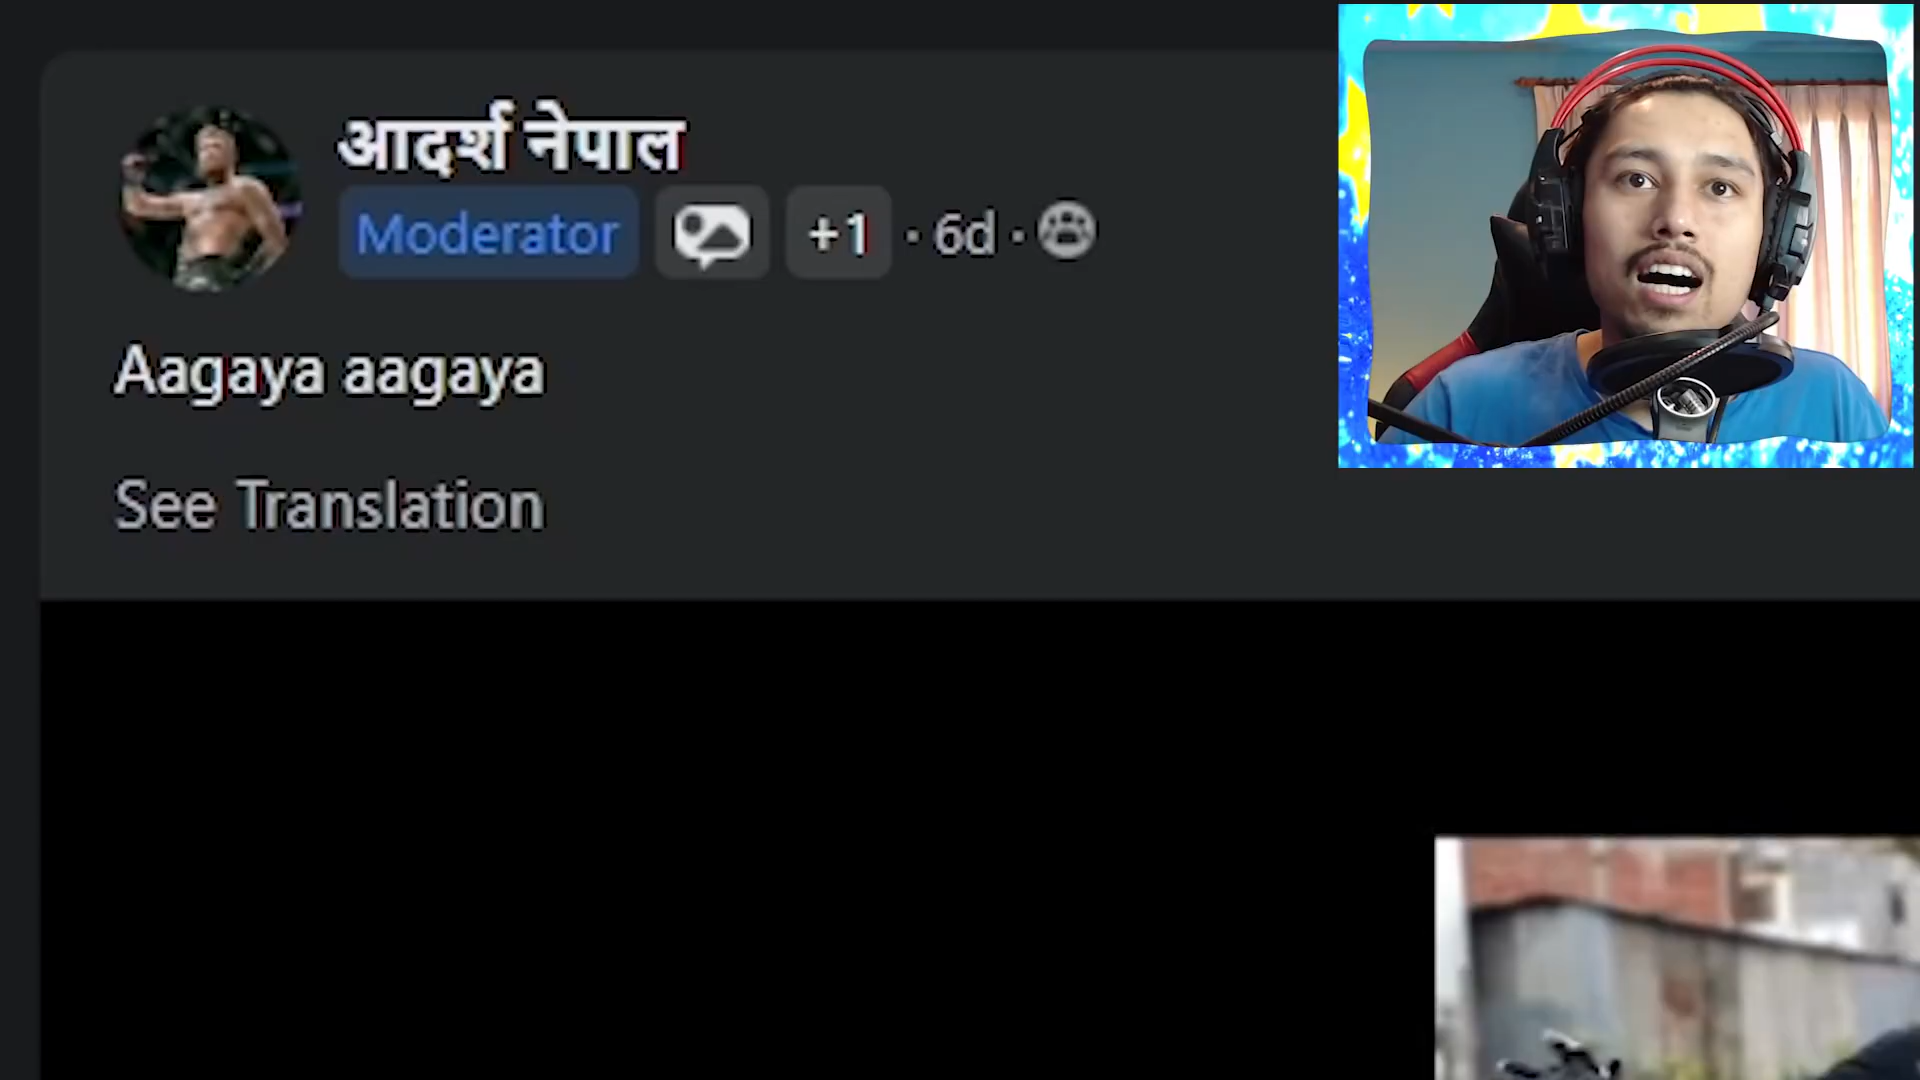 आदर्श नेपाल
Moderator +1 · 6d ·
Aagaya aagaya
See Translation